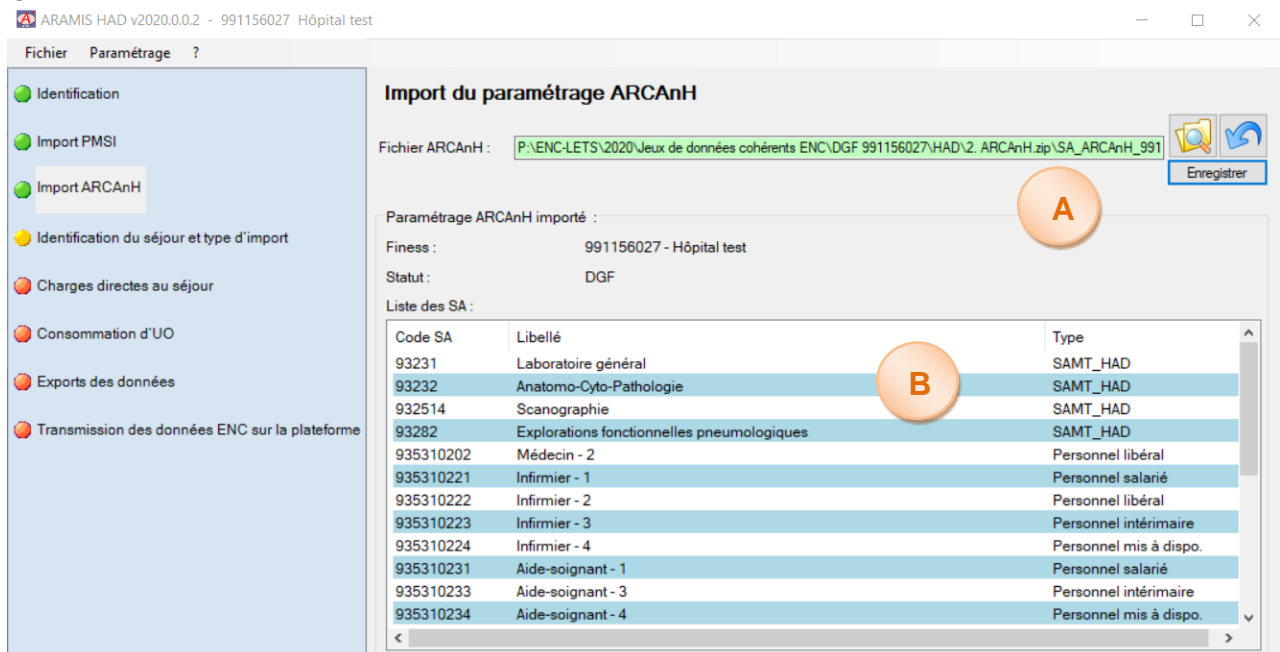 ARAMIS HAD v2020.0.0.2 - 991156027 Hôpital test
Fichier Paramétrage ?
Identification
Import PMSI
Import ARCAnH
Identification du séjour et type d'import
Charges directes au séjour
Consommation d'UO
Exports des données
Transmission des données ENC sur la plateforme
Import du paramétrage ARCAnH
Fichier ARCAnH : P:\ENC-LETS\2020\Jeux de données cohérents ENC\DGF 991156027\HAD\2. ARCAnH.zip\SA_ARCAnH_991
Enregistrer
A
Paramétrage ARCAnH importé :
Finess : 991156027 - Hôpital test
Statut : DGF
Liste des SA :
Code SA Libellé Type
93231 Laboratoire général SAMT_HAD
93232 Anatomo-Cyto-Pathologie SAMT_HAD
B
932514 Scanographie SAMT_HAD
93282 Explorations fonctionnelles pneumologiques SAMT_HAD
935310202 Médecin - 2 Personnel libéral
935310221 Infirmier - 1 Personnel salarié
935310222 Infirmier - 2 Personnel libéral
935310223 Infirmier - 3 Personnel intérimaire
935310224 Infirmier - 4 Personnel mis à dispo.
935310231 Aide-soignant - 1 Personnel salarié
935310233 Aide-soignant - 3 Personnel intérimaire
935310234 Aide-soignant - 4 Personnel mis à dispo.